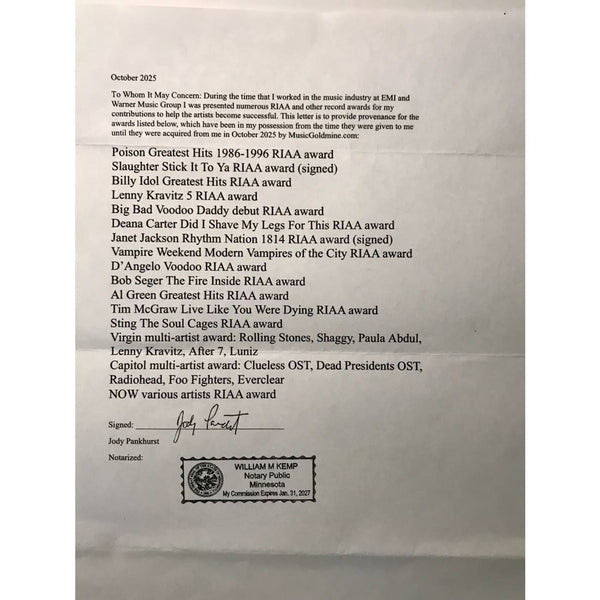 October 2025
To Whom It May Concern: During the time that I worked in the music industry at EMI and
Warner Music Group I was presented numerous RIAA and other record awards for my
contributions to help the artists become successful. This letter is to provide provenance for the
awards listed below, which have been in my possession from the time they were given to me
until they were acquired from me in October 2025 by MusicGoldmine.com:
Poison Greatest Hits 1986-1996 RIAA award
Slaughter Stick It To Ya RIAA award (signed)
Billy Idol Greatest Hits RIAA award
Lenny Kravitz 5 RIAA award
Big Bad Voodoo Daddy debut RIAA award
Deana Carter Did I Shave My Legs For This RIAA award
Janet Jackson Rhythm Nation 1814 RIAA award (signed)
Vampire Weekend Modern Vampires of the City RIAA award
D'Angelo Voodoo RIAA award
Bob Seger The Fire Inside RIAA award
Al Green Greatest Hits RIAA award
Tim McGraw Live Like You Were Dying RIAA award
Sting The Soul Cages RIAA award
Virgin multi-artist award: Rolling Stones, Shaggy, Paula Abdul,
Lenny Kravitz, After 7, Luniz
Capitol multi-artist award: Clueless OST, Dead Presidents OST,
Radiohead, Foo Fighters, Everclear
NOW various artists RIAA award
Signed:
Jody Pankhurst
Notarized:
WILLIAM M KEMP
Notary Public
Minnesota
My Commission Expires Jan. 31, 2027